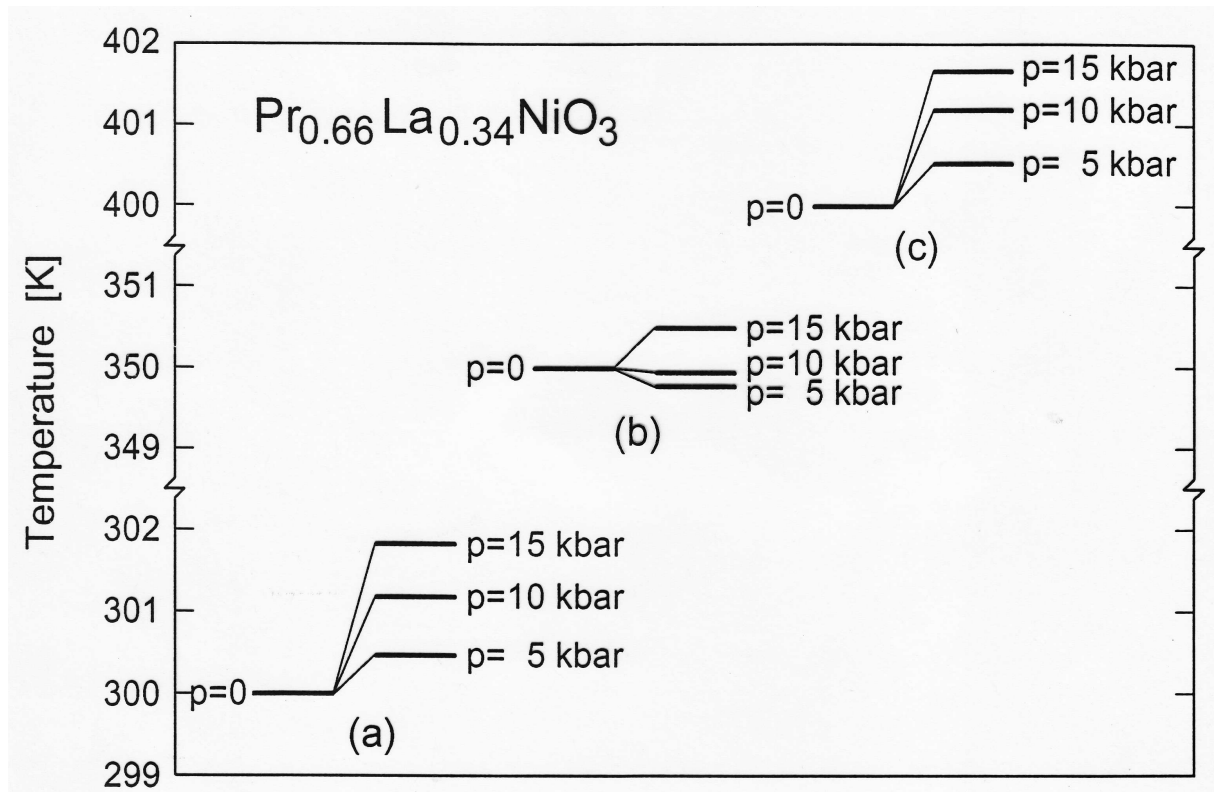 402
401
400
351
350
349
302
301
300
299
Temperature [K]
Pr0.66La0.34NiO3
p=15 kbar
p=10 kbar
p= 5 kbar
p=0
(c)
p=15 kbar
p=0
p=10 kbar
p= 5 kbar
(b)
p=15 kbar
p=10 kbar
p= 5 kbar
p=0
(a)